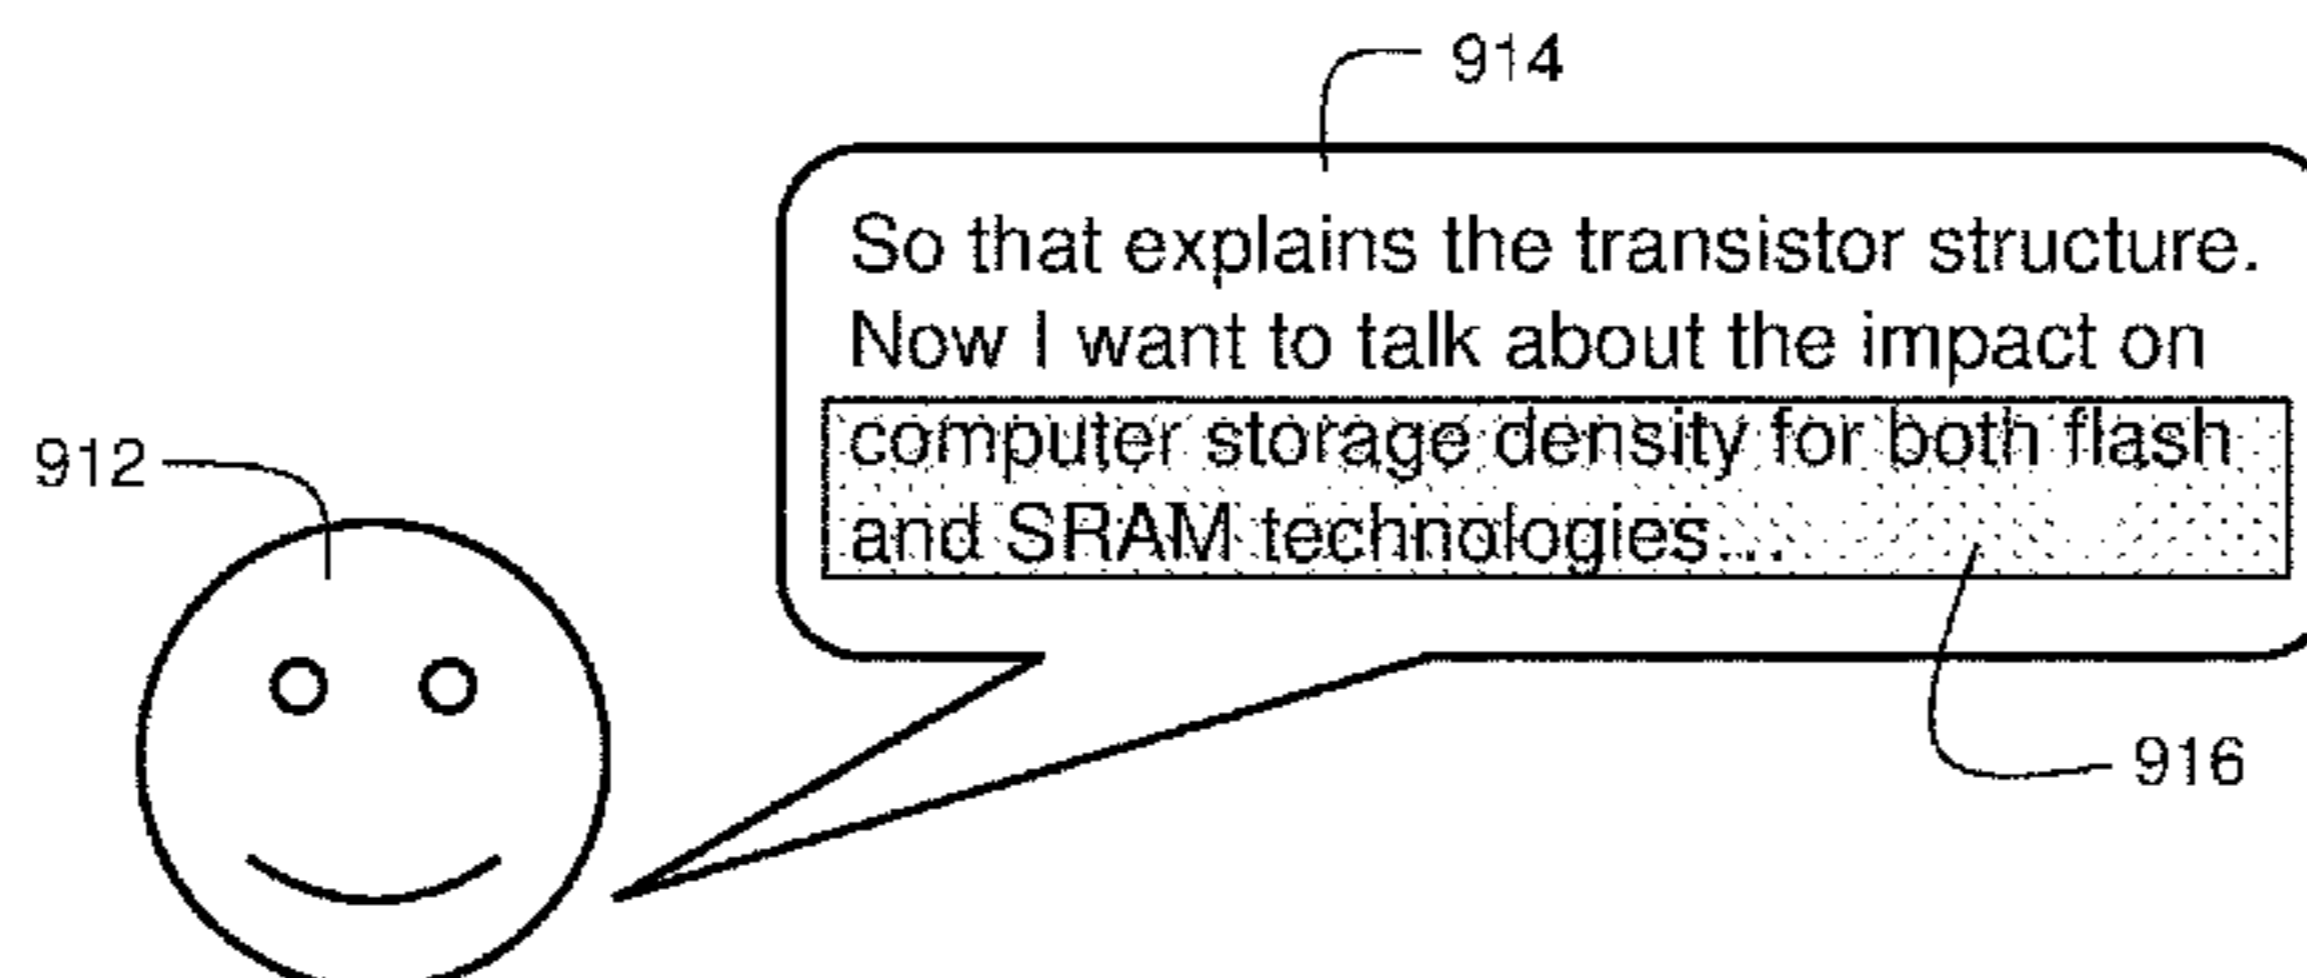 914
So that explains the transistor structure.
Now I want to talk about the impact on
computer storage density for both flash
and SRAM technologies...
912
916